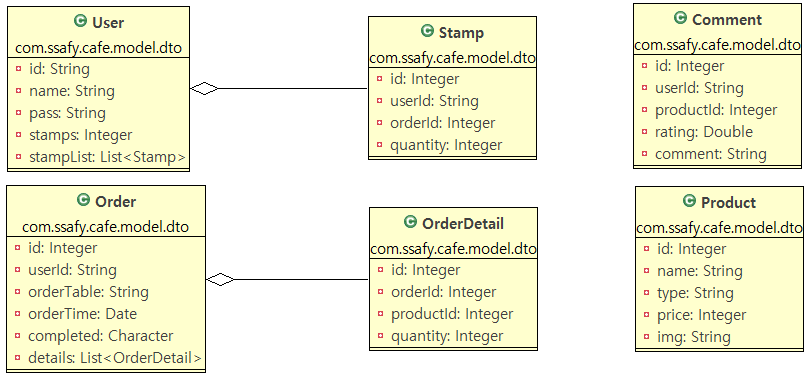 User
com.ssafy.cafe.model.dto
id: String
name: String
pass: String
stamps: Integer
stampList: List<Stamp>
Stamp
com.ssafy.cafe.model.dto
id: Integer
userId: String
orderId: Integer
quantity: Integer
Comment
com.ssafy.cafe.model.dto
id: Integer
userId: String
productId: Integer
rating: Double
comment: String
Order
com.ssafy.cafe.model.dto
id: Integer
userId: String
orderTable: String
orderTime: Date
completed: Character
details: List<OrderDetail>
OrderDetail
com.ssafy.cafe.model.dto
id: Integer
orderId: Integer
productId: Integer
quantity: Integer
Product
com.ssafy.cafe.model.dto
id: Integer
name: String
type: String
price: Integer
img: String